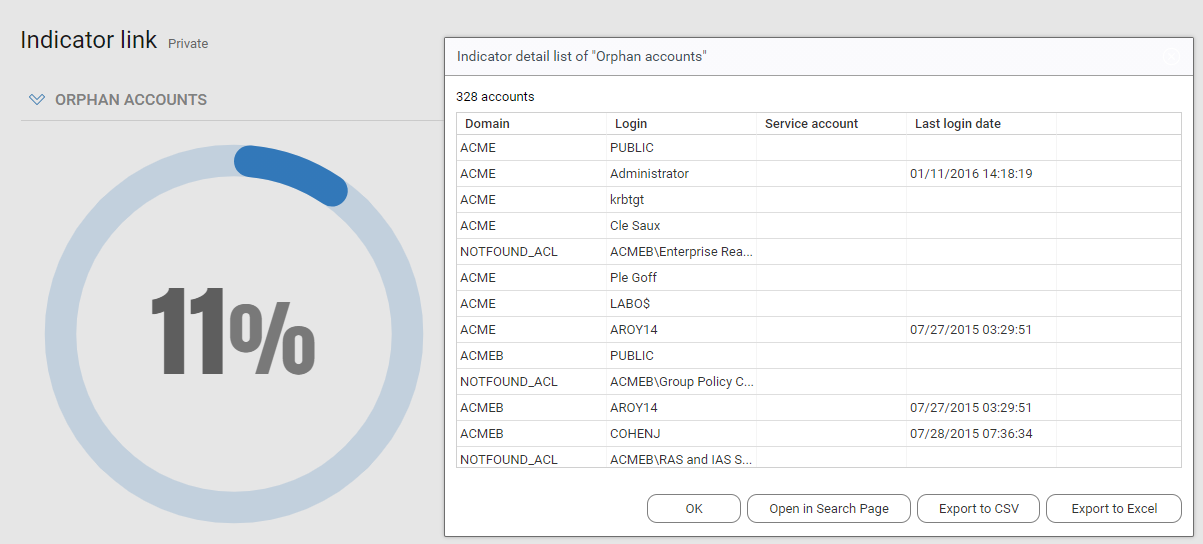 Indicator link Private
ORPHAN ACCOUNTS
11%
Indicator detail list of "Orphan accounts"
328 accounts
Domain Login Service account Last login date
ACME PUBLIC
ACME Administrator 01/11/2016 14:18:19
ACME krbtgt
ACME Cle Saux
NOTFOUND_ACL ACMEB\Enterprise Rea...
ACME Ple Goff
ACME LABO$
ACME AROY14 07/27/2015 03:29:51
ACMEB PUBLIC
NOTFOUND_ACL ACMEB\Group Policy C...
ACMEB AROY14 07/27/2015 03:29:51
ACMEB COHENJ 07/28/2015 07:36:34
NOTFOUND_ACL ACMEB\RAS and IAS S...
OK Open in Search Page Export to CSV Export to Excel